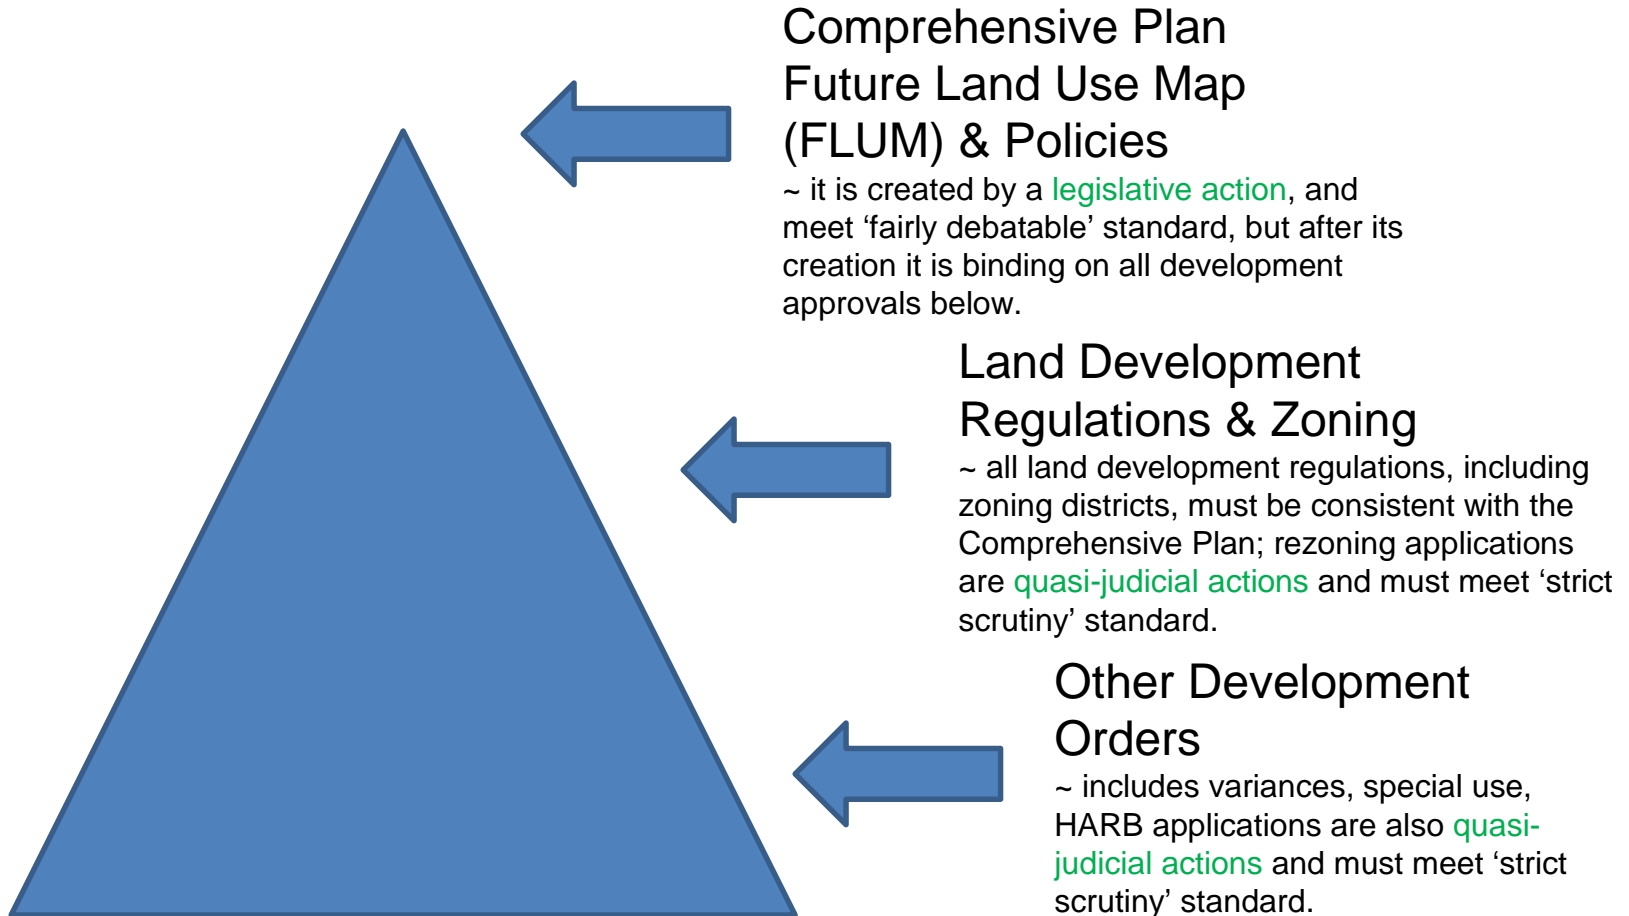 Comprehensive Plan
Future Land Use Map
(FLUM) & Policies
~ it is created by a legislative action, and
meet ‘fairly debatable’ standard, but after its
creation it is binding on all development
approvals below.
Land Development
Regulations & Zoning
~ all land development regulations, including
zoning districts, must be consistent with the
Comprehensive Plan; rezoning applications
are quasi-judicial actions and must meet ‘strict
scrutiny’ standard.
Other Development
Orders
~ includes variances, special use,
HARB applications are also quasi-
judicial actions and must meet ‘strict
scrutiny’ standard.